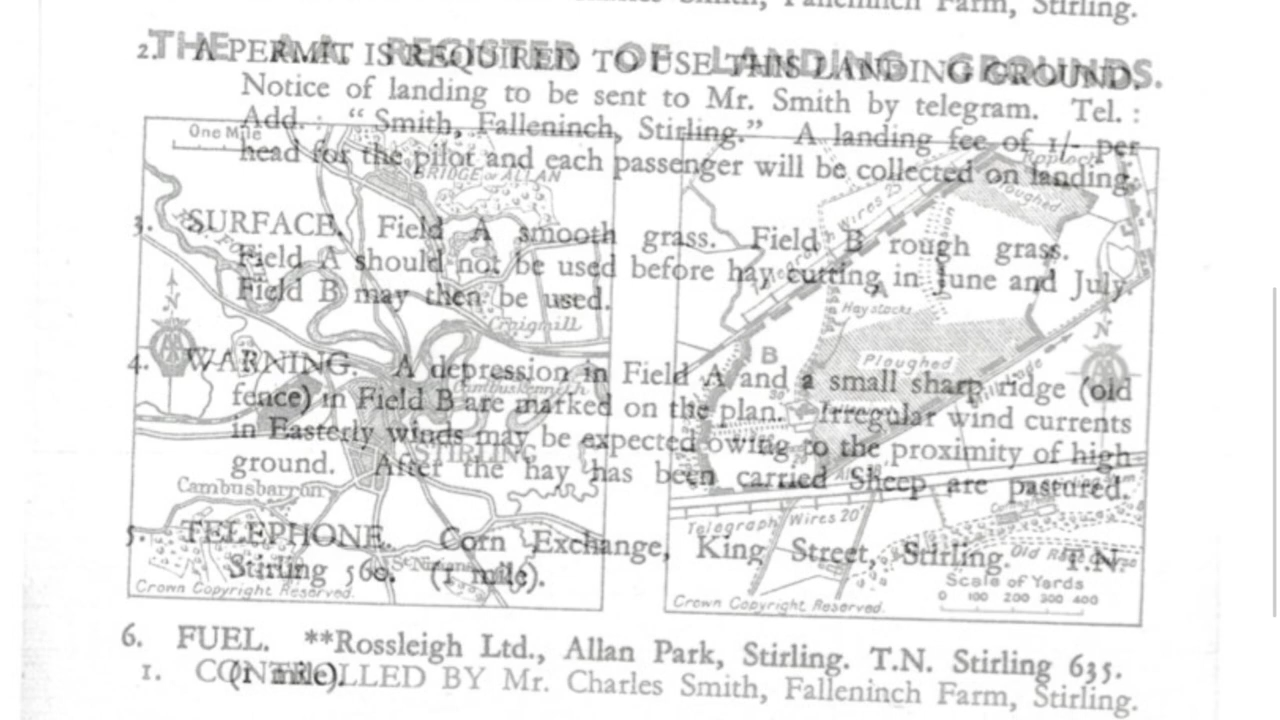 Farm, Stirling.
THE A.A. REGISTER OF LANDING GROUNDS.
2. A PERMIT IS REQUIRED TO USE THIS LANDING GROUND.
Notice of landing to be sent to Mr. Smith by telegram. Tel. :
Add. : “ Smith, Falleninch, Stirling.” A landing fee of 1/- per
head for the pilot and each passenger will be collected on landing.
One Mile
BRIDGE OF ALLAN
Ploughed
Telegraph Wires 25'
3. SURFACE. Field A smooth grass. Field B rough grass.
Field A should not be used before hay cutting in June and July.
Field B may then be used.
N
A
Haystacks
Craigmill
N
B
Ploughed
AA
4. WARNING. A depression in Field A and a small sharp ridge (old
fence) in Field B are marked on the plan. Irregular wind currents
in Easterly winds may be expected owing to the proximity of high
ground. After the hay has been carried Sheep are pastured.
Cambuskenneth
STIRLING
Cambusbarron
Telegraph Wires 20'
5. TELEPHONE. Corn Exchange, King Street, Stirling. T.N.
Stirling 560. (1 mile).
St Ninians
Scale of Yards
0 100 200 300 400
Crown Copyright Reserved.
Crown Copyright Reserved.
6. FUEL. **Rossleigh Ltd., Allan Park, Stirling. T.N. Stirling 635.
(1 mile).
1. CONTROLLED BY Mr. Charles Smith, Falleninch Farm, Stirling.